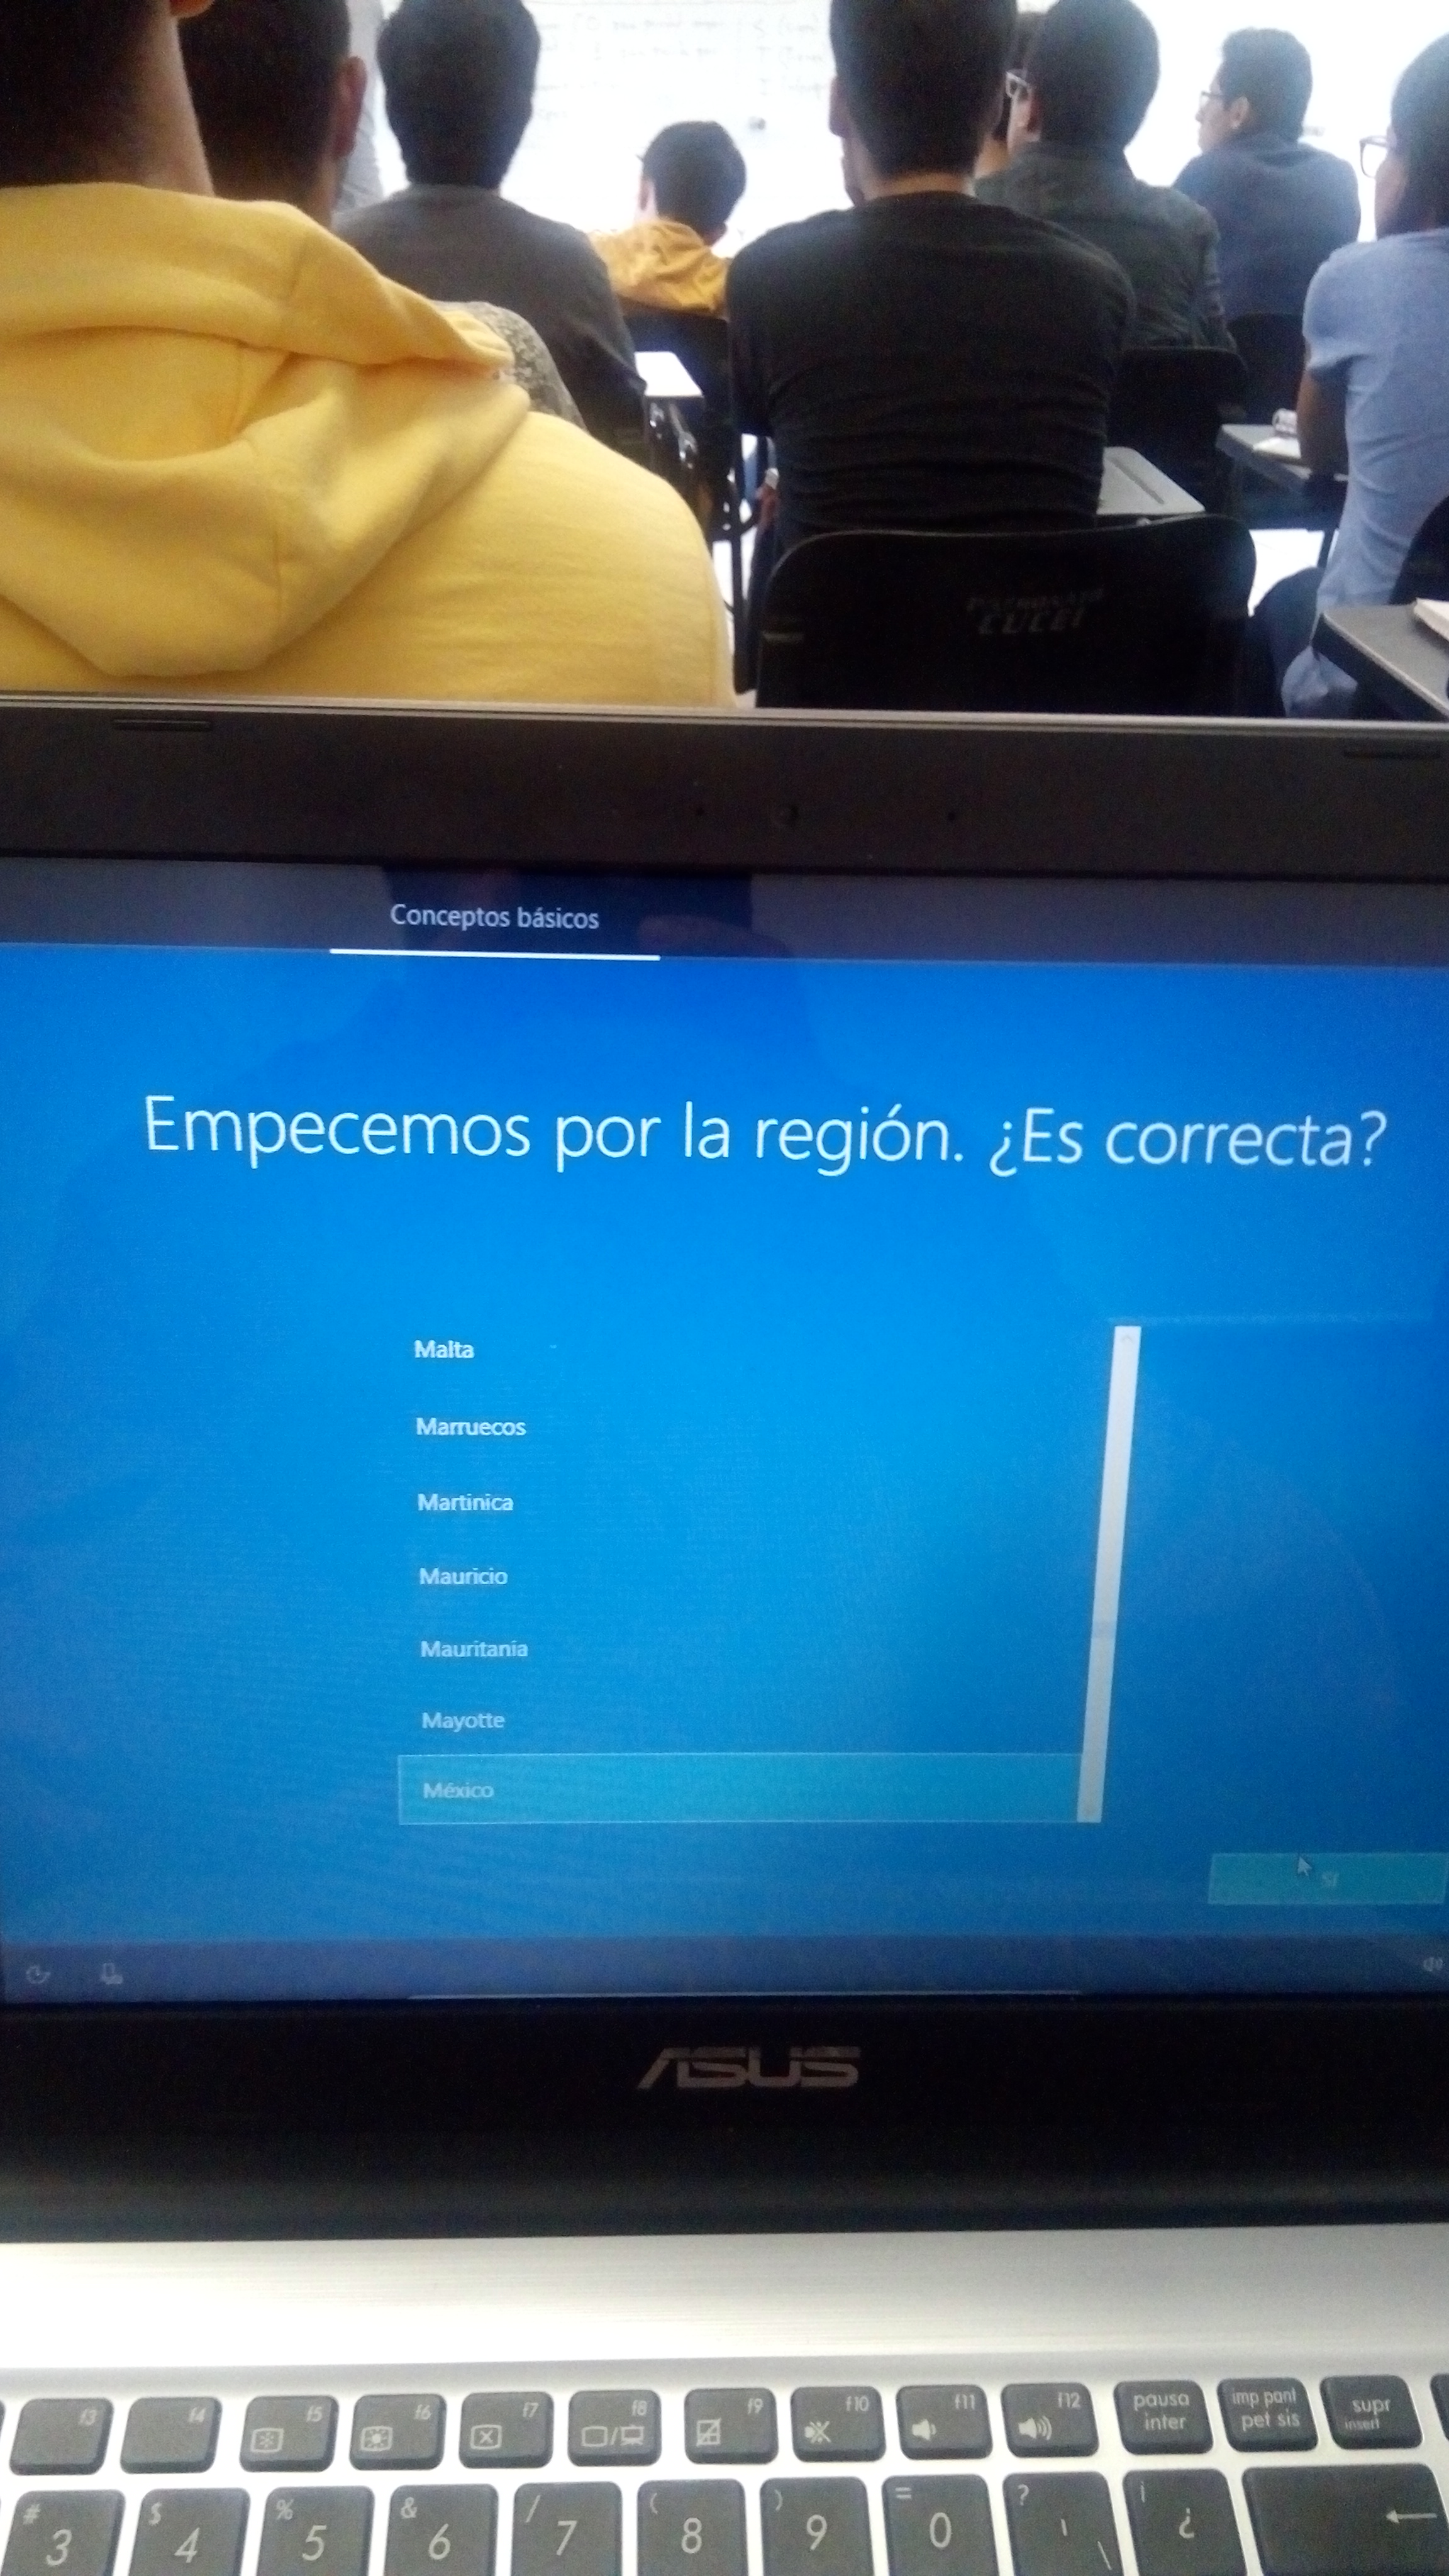 PATRONATO
CUCEI
Conceptos básicos
Empecemos por la región. ¿Es correcta?
Malta
Marruecos
Martinica
Mauricio
Mauritania
Mayotte
México
Sí
ASUS
f3 f4 f5 f6 f7 f8 f9 f10 f11 f12 pausa inter imp pant pet sis supr insert
# 3 $ 4 % 5 & 6 / 7 ( 8 ) 9 = 0 ? ' \ ¡ ¿